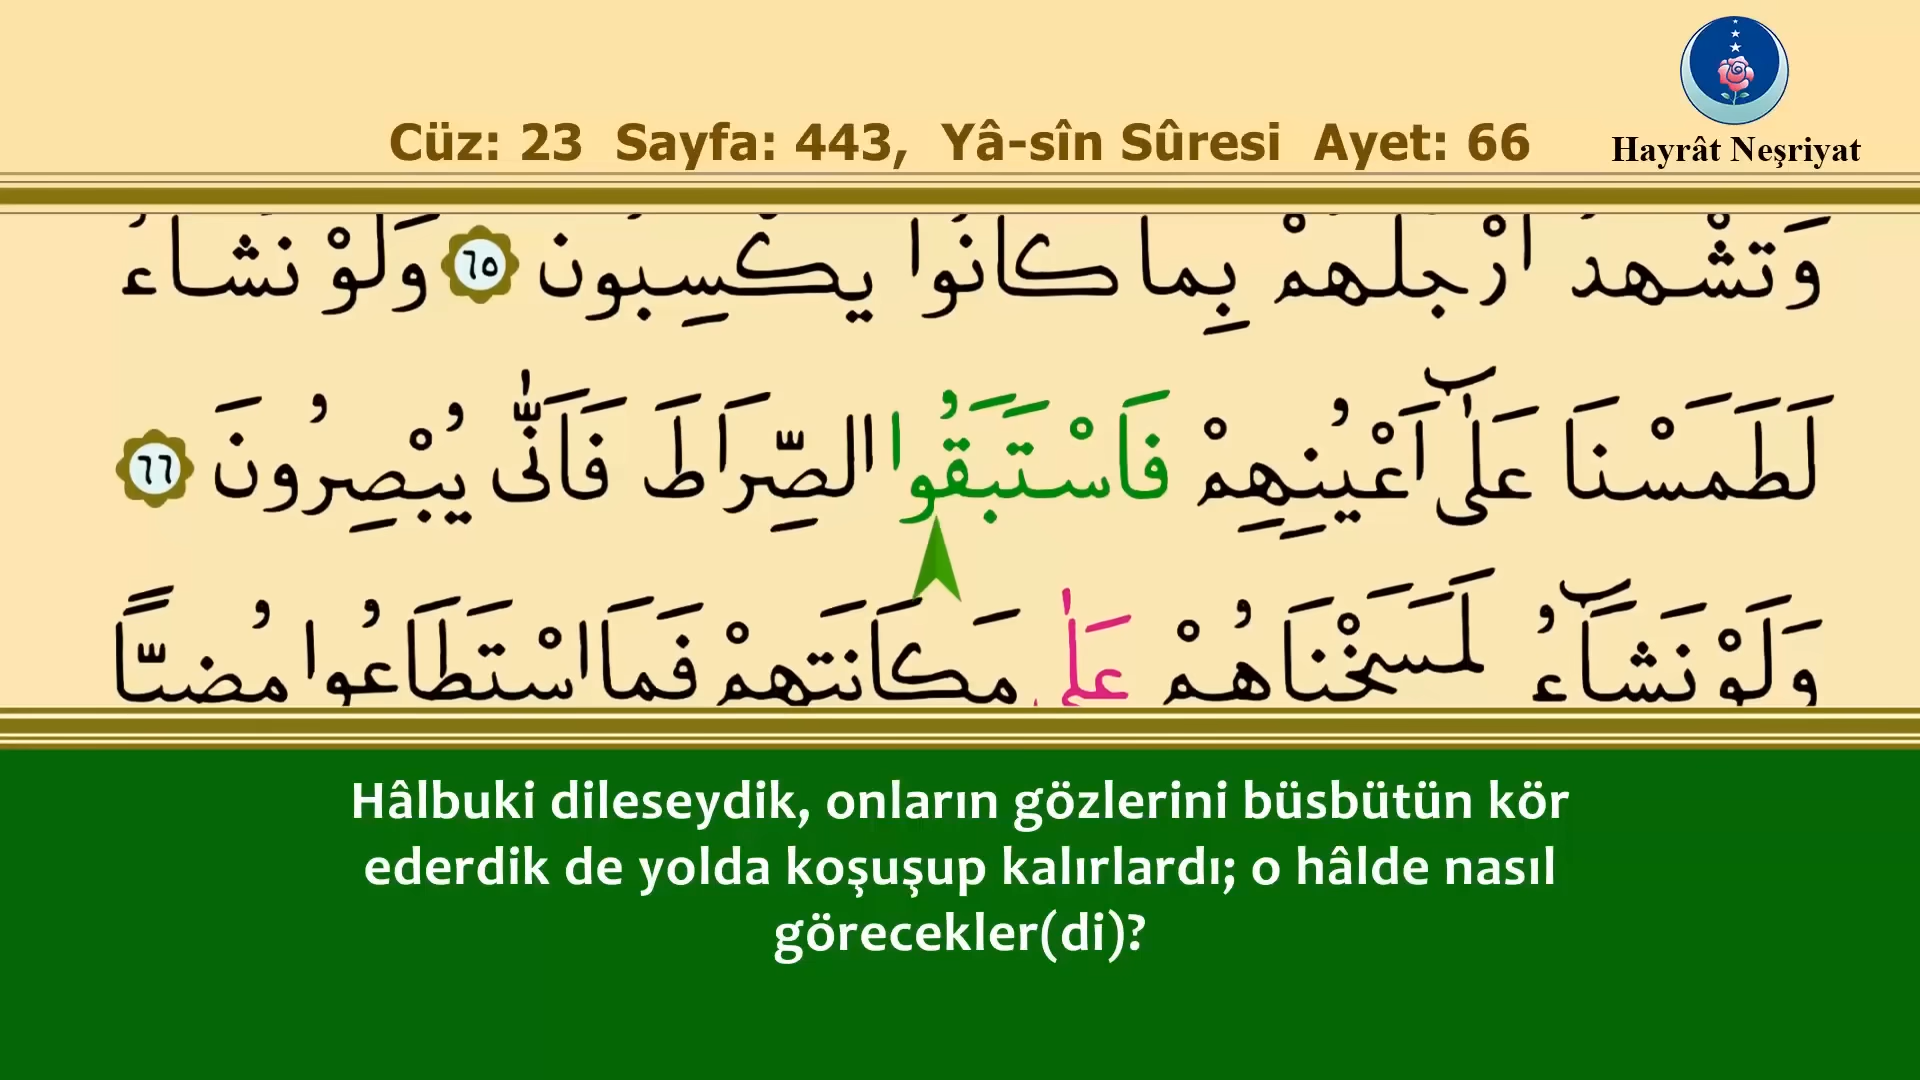 Cüz: 23 Sayfa: 443, Yâ-sîn Sûresi Ayet: 66
Hayrât Neşriyat
وَتَشْهَدُ اَرْجُلُهُمْ بِمَا كَانُوا يَكْسِبُونَ ٦٥ وَلَوْ نَشَٓاءُ
لَطَمَسْنَا عَلٰٓى اَعْيُنِهِمْ فَاسْتَبَقُوا الصِّرَاطَ فَاَنّٰى يُبْصِرُونَ ٦٦
وَلَوْ نَشَٓاءُ لَمَسَخْنَاهُمْ عَلٰى مَكَانَتِهِمْ فَمَا اسْتَطَاعُوا مُضِيًّا
Hâlbuki dileseydik, onların gözlerini büsbütün kör
ederdik de yolda koşuşup kalırlardı; o hâlde nasıl
görecekler(di)?